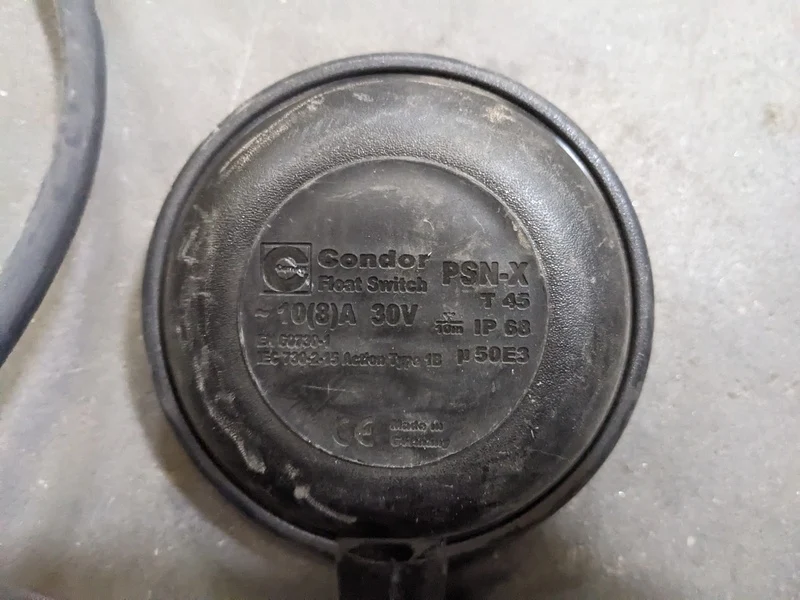 Condor
Float Switch
PSN-X
T 45
~ 10(8)A 30V
10m IP 68
EN 60730-1
IEC 730-2-15 Action Type 1B
µ 50E3
CE
Made in
Germany